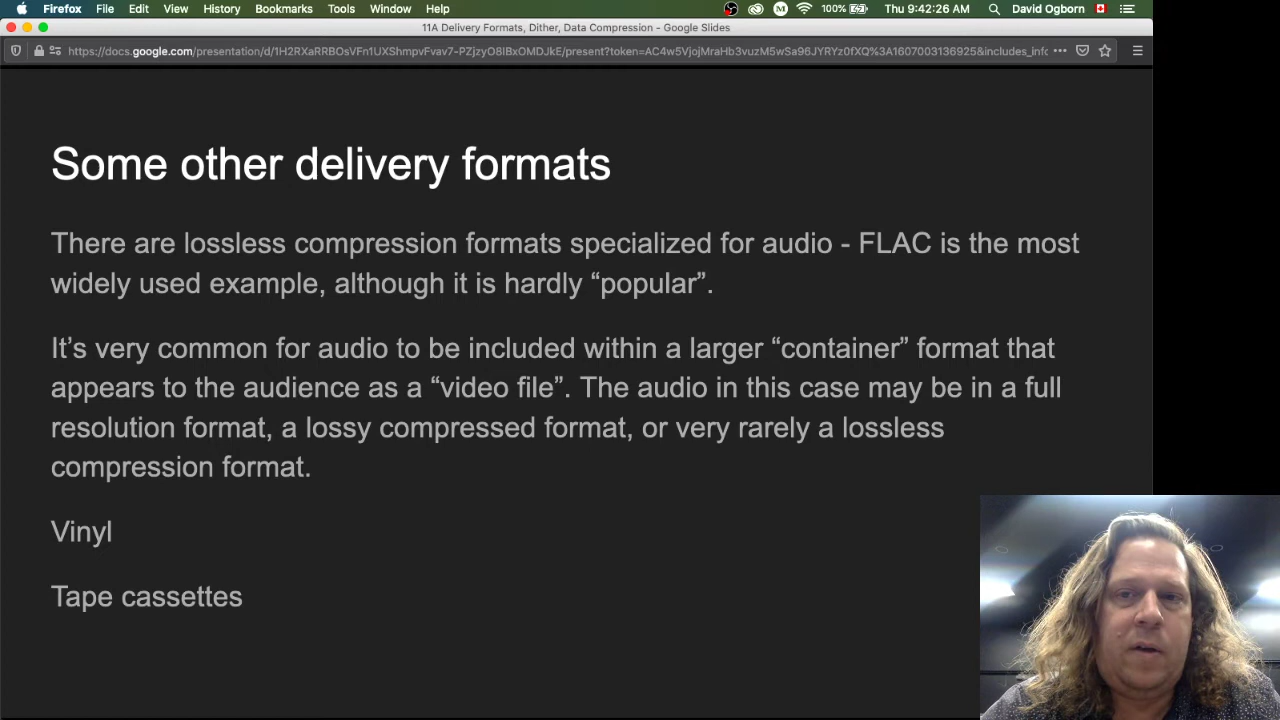 Firefox File Edit View History Bookmarks Tools Window Help M 100% Thu 9:42:26 AM David Ogborn
11A Delivery Formats, Dither, Data Compression - Google Slides
Some other delivery formats
There are lossless compression formats specialized for audio - FLAC is the most
widely used example, although it is hardly “popular”.
It’s very common for audio to be included within a larger “container” format that
appears to the audience as a “video file”. The audio in this case may be in a full
resolution format, a lossy compressed format, or very rarely a lossless
compression format.
Vinyl
Tape cassettes